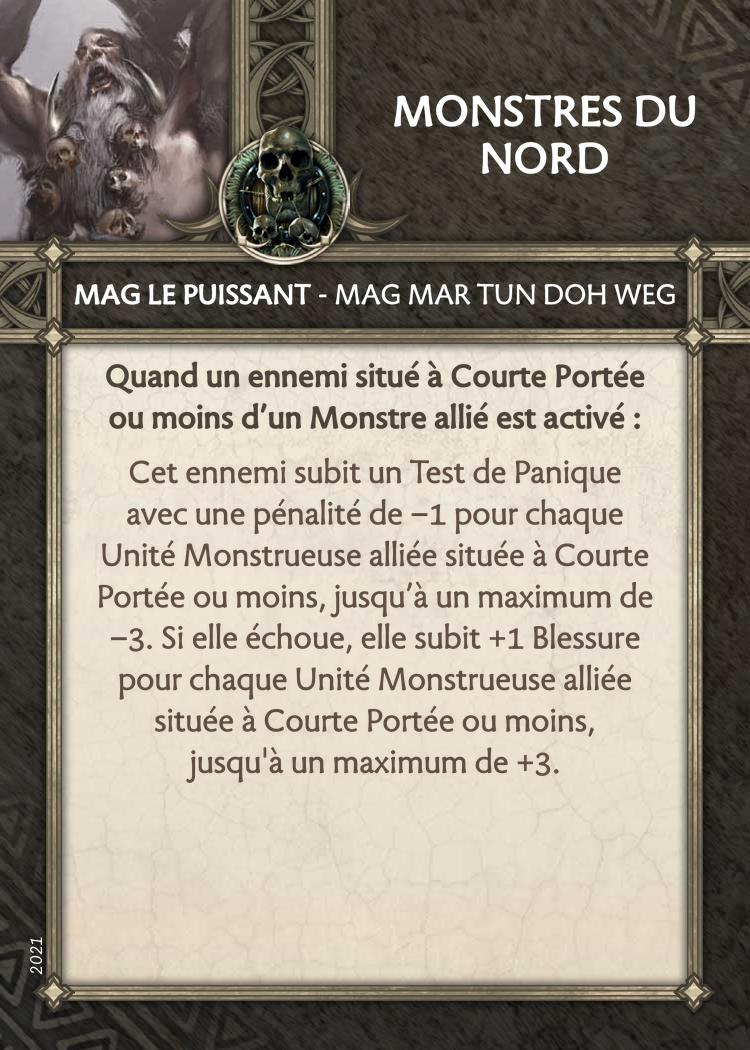 MONSTRES DU
NORD
MAG LE PUISSANT - MAG MAR TUN DOH WEG
Quand un ennemi situé à Courte Portée
ou moins d’un Monstre allié est activé :
Cet ennemi subit un Test de Panique
avec une pénalité de –1 pour chaque
Unité Monstrueuse alliée située à Courte
Portée ou moins, jusqu’à un maximum de
–3. Si elle échoue, elle subit +1 Blessure
pour chaque Unité Monstrueuse alliée
située à Courte Portée ou moins,
jusqu'à un maximum de +3.
2021